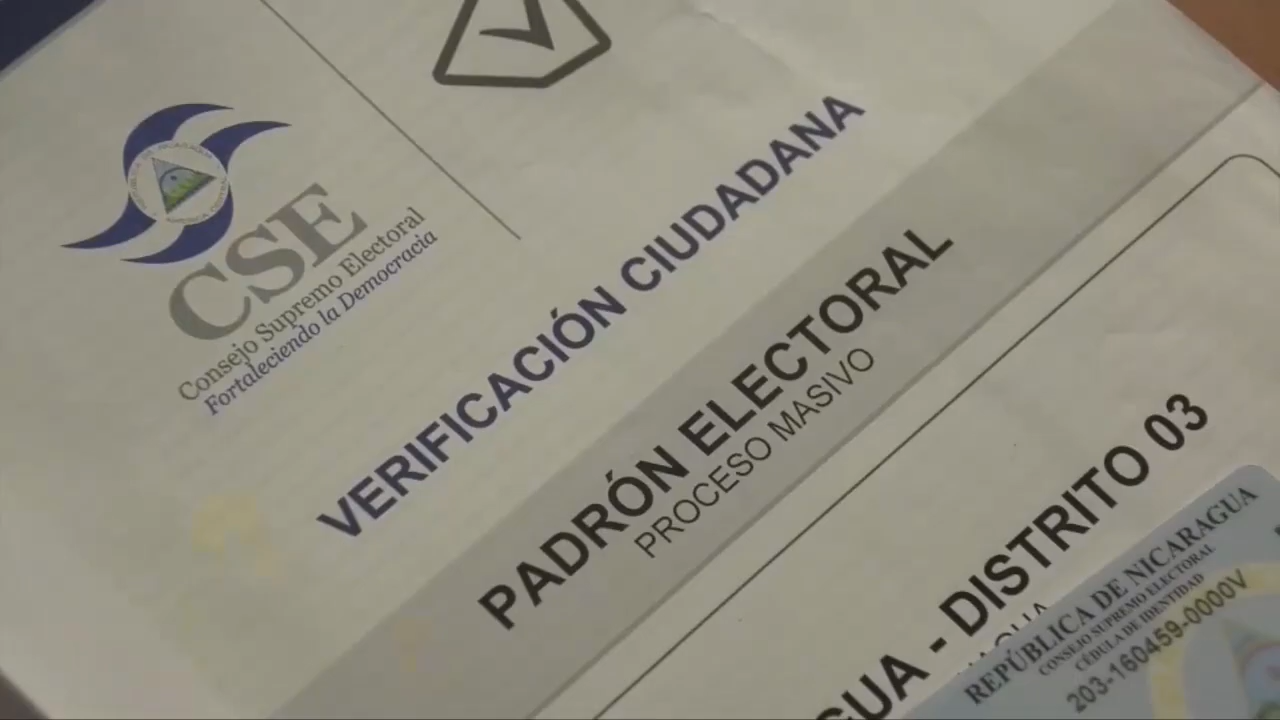 CSE
Consejo Supremo Electoral
Fortaleciendo la Democracia
VERIFICACIÓN CIUDADANA
PADRÓN ELECTORAL
PROCESO MASIVO
GUA - DISTRITO 03
REPÚBLICA DE NICARAGUA
CONSEJO SUPREMO ELECTORAL
CÉDULA DE IDENTIDAD
203-160459-0000V